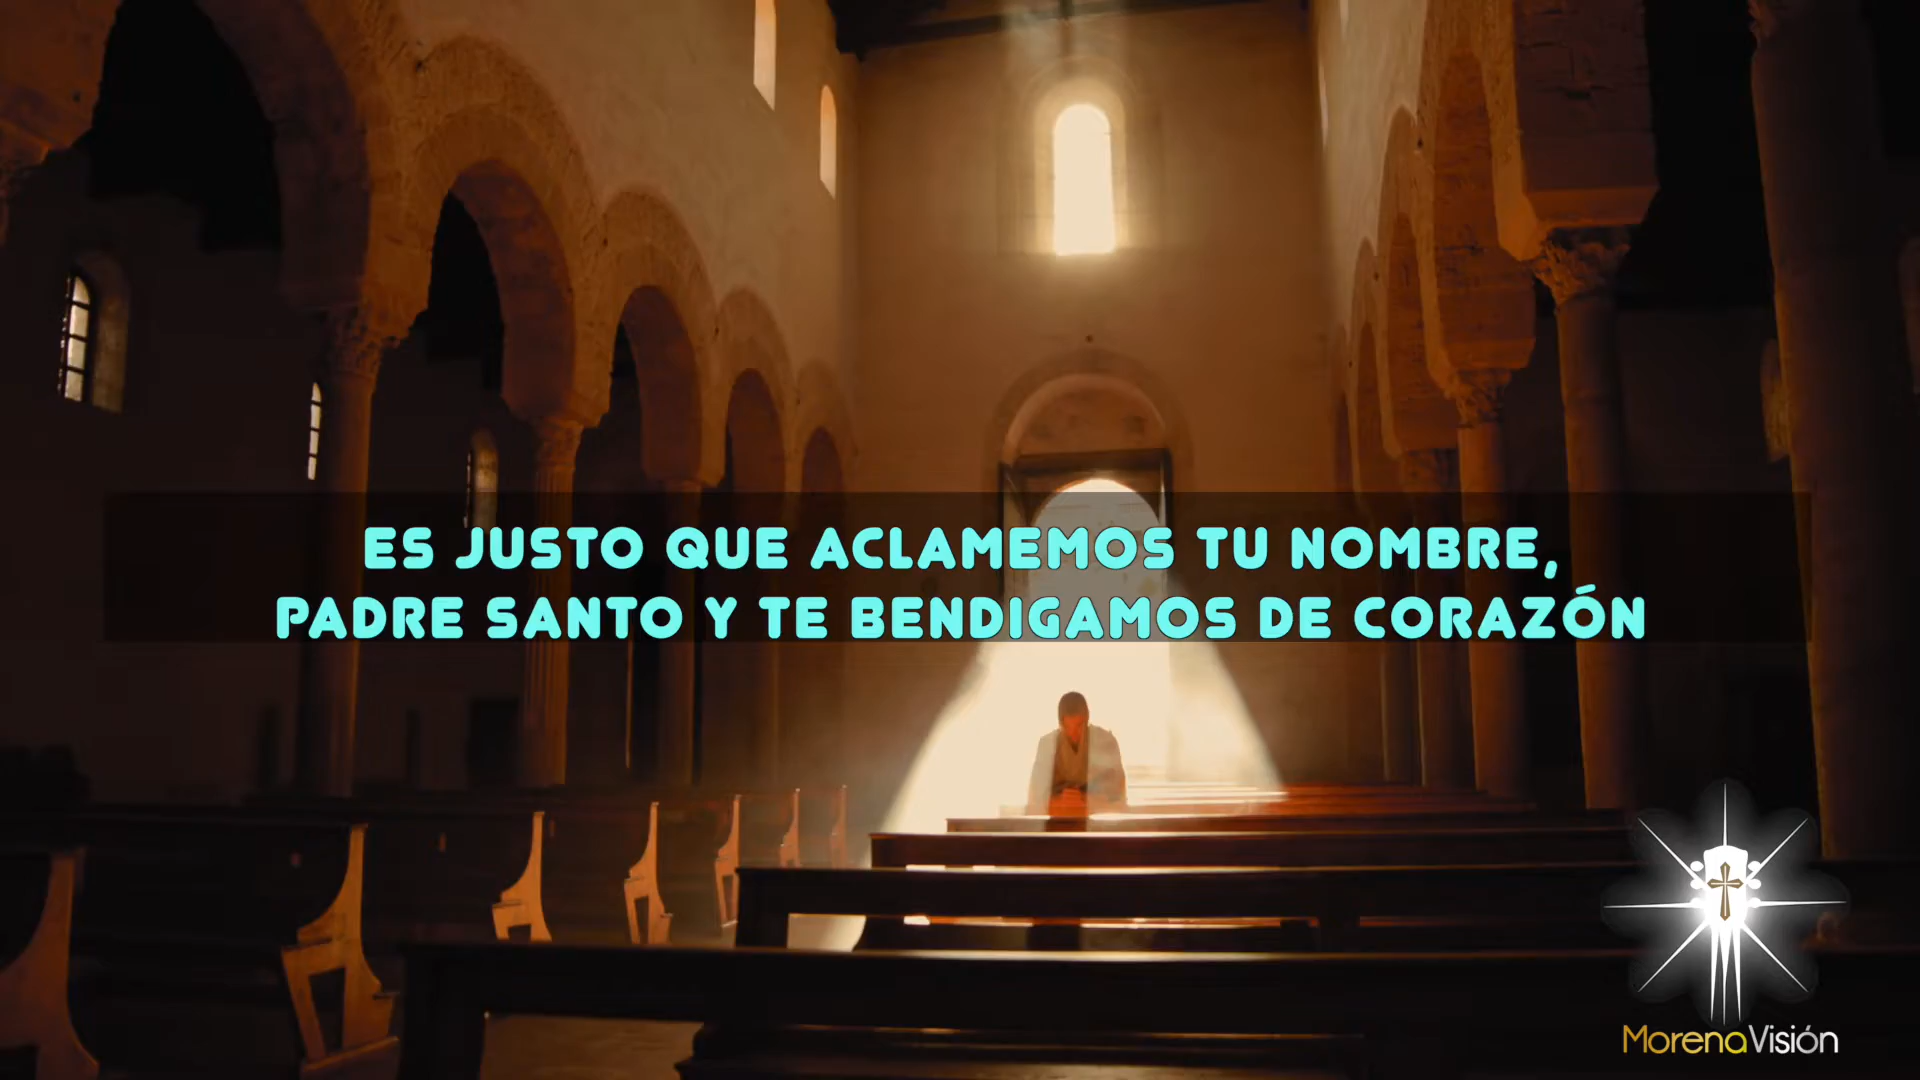 ES JUSTO QUE ACLAMEMOS TU NOMBRE,
PADRE SANTO Y TE BENDIGAMOS DE CORAZÓN
MorenaVisión